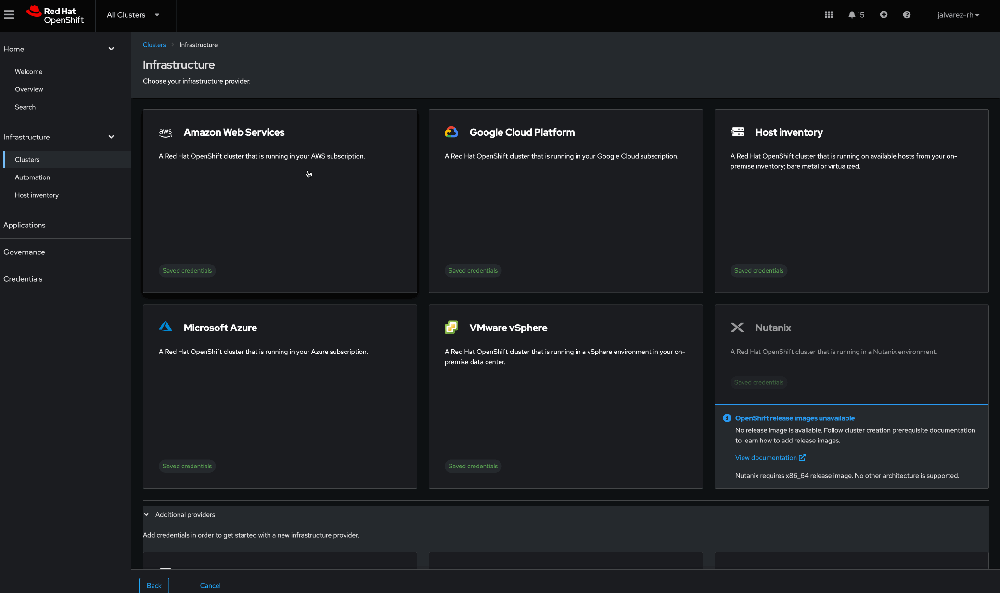 Red Hat
OpenShift
All Clusters
15
jalvarez-rh
Home
Welcome
Overview
Search
Infrastructure
Clusters
Automation
Host inventory
Applications
Governance
Credentials
Clusters > Infrastructure
Infrastructure
Choose your infrastructure provider.
aws
Amazon Web Services
A Red Hat OpenShift cluster that is running in your AWS subscription.
Saved credentials
Google Cloud Platform
A Red Hat OpenShift cluster that is running in your Google Cloud subscription.
Saved credentials
Host inventory
A Red Hat OpenShift cluster that is running on available hosts from your on-
premise inventory; bare metal or virtualized.
Saved credentials
Microsoft Azure
A Red Hat OpenShift cluster that is running in your Azure subscription.
Saved credentials
VMware vSphere
A Red Hat OpenShift cluster that is running in a vSphere environment in your on-
premise data center.
Saved credentials
Nutanix
A Red Hat OpenShift cluster that is running in a Nutanix environment.
Saved credentials
OpenShift release images unavailable
No release image is available. Follow cluster creation prerequisite documentation
to learn how to add release images.
View documentation
Nutanix requires x86_64 release image. No other architecture is supported.
Additional providers
Add credentials in order to get started with a new infrastructure provider.
Back
Cancel